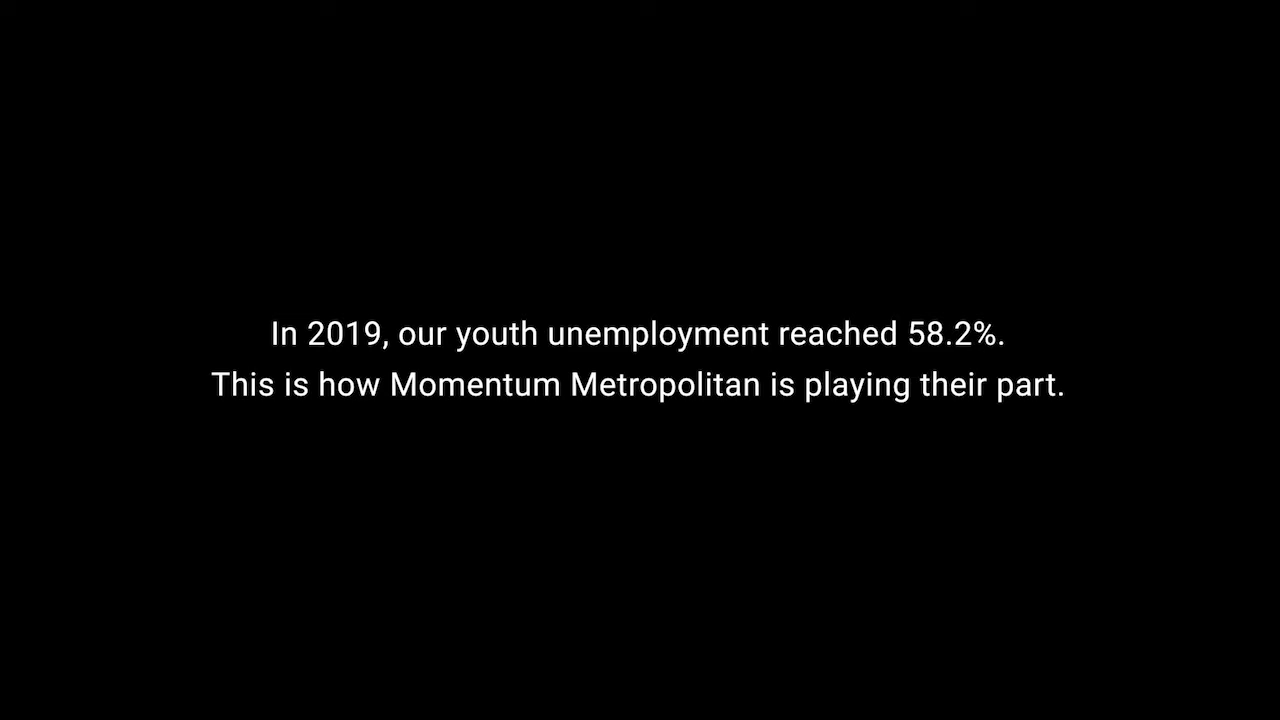 In 2019, our youth unemployment reached 58.2%.
This is how Momentum Metropolitan is playing their part.